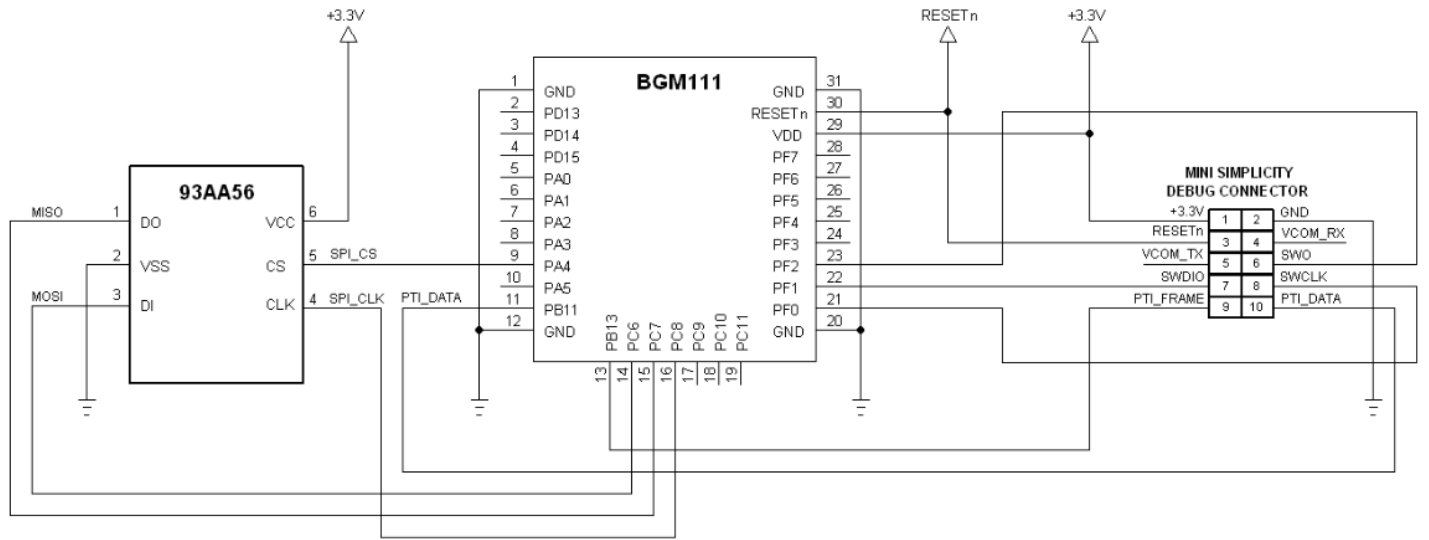 +3.3V
RESETn
+3.3V
BGM111
1
GND
2
PD13
3
PD14
4
PD15
5
PA0
6
PA1
7
PA2
8
PA3
9
PA4
10
PA5
11
PB11
12
GND
31
GND
30
RESETn
29
VDD
28
PF7
27
PF6
26
PF5
25
PF4
24
PF3
23
PF2
22
PF1
21
PF0
20
GND
PB13
PC6
PC7
PC8
PC9
PC10
PC11
13
14
15
16
17
18
19
93AA56
MISO
1
DO
2
VSS
MOSI
3
DI
VCC
6
CS
5
SPI_CS
CLK
4
SPI_CLK
PTI_DATA
MINI SIMPLICITY
DEBUG CONNECTOR
+3.3V
1
2
GND
RESETn
3
4
VCOM_RX
VCOM_TX
5
6
SWO
SWDIO
7
8
SWCLK
PTI_FRAME
9
10
PTI_DATA